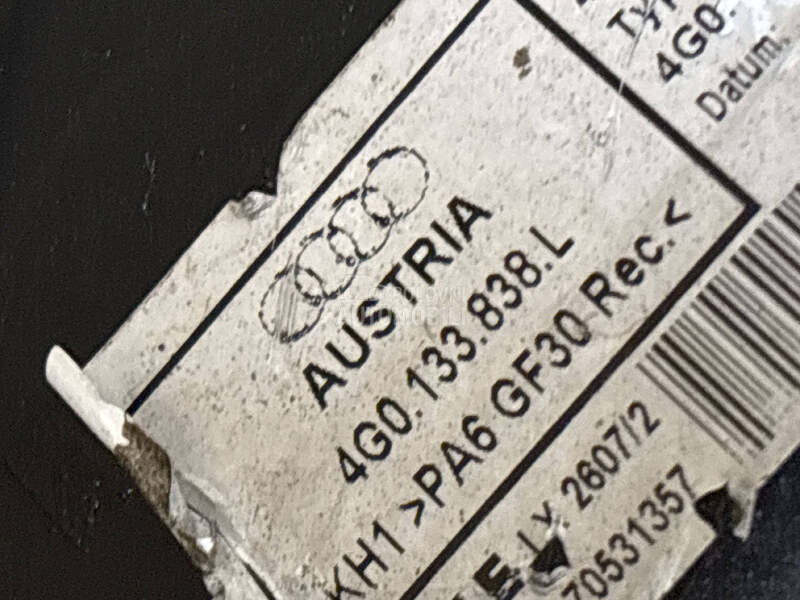 4G0.
Datum:
AUSTRIA
4G0.133.838.L
KH1 >PA6 GF30 Rec.<
2607/2
70531357